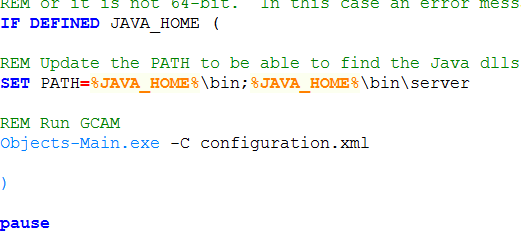 REM or it is not 64-bit.  In this case an error mess
IF DEFINED JAVA_HOME (
REM Update the PATH to be able to find the Java dlls
SET PATH=%JAVA_HOME%\bin;%JAVA_HOME%\bin\server
REM Run GCAM
Objects-Main.exe -C configuration.xml
)
pause